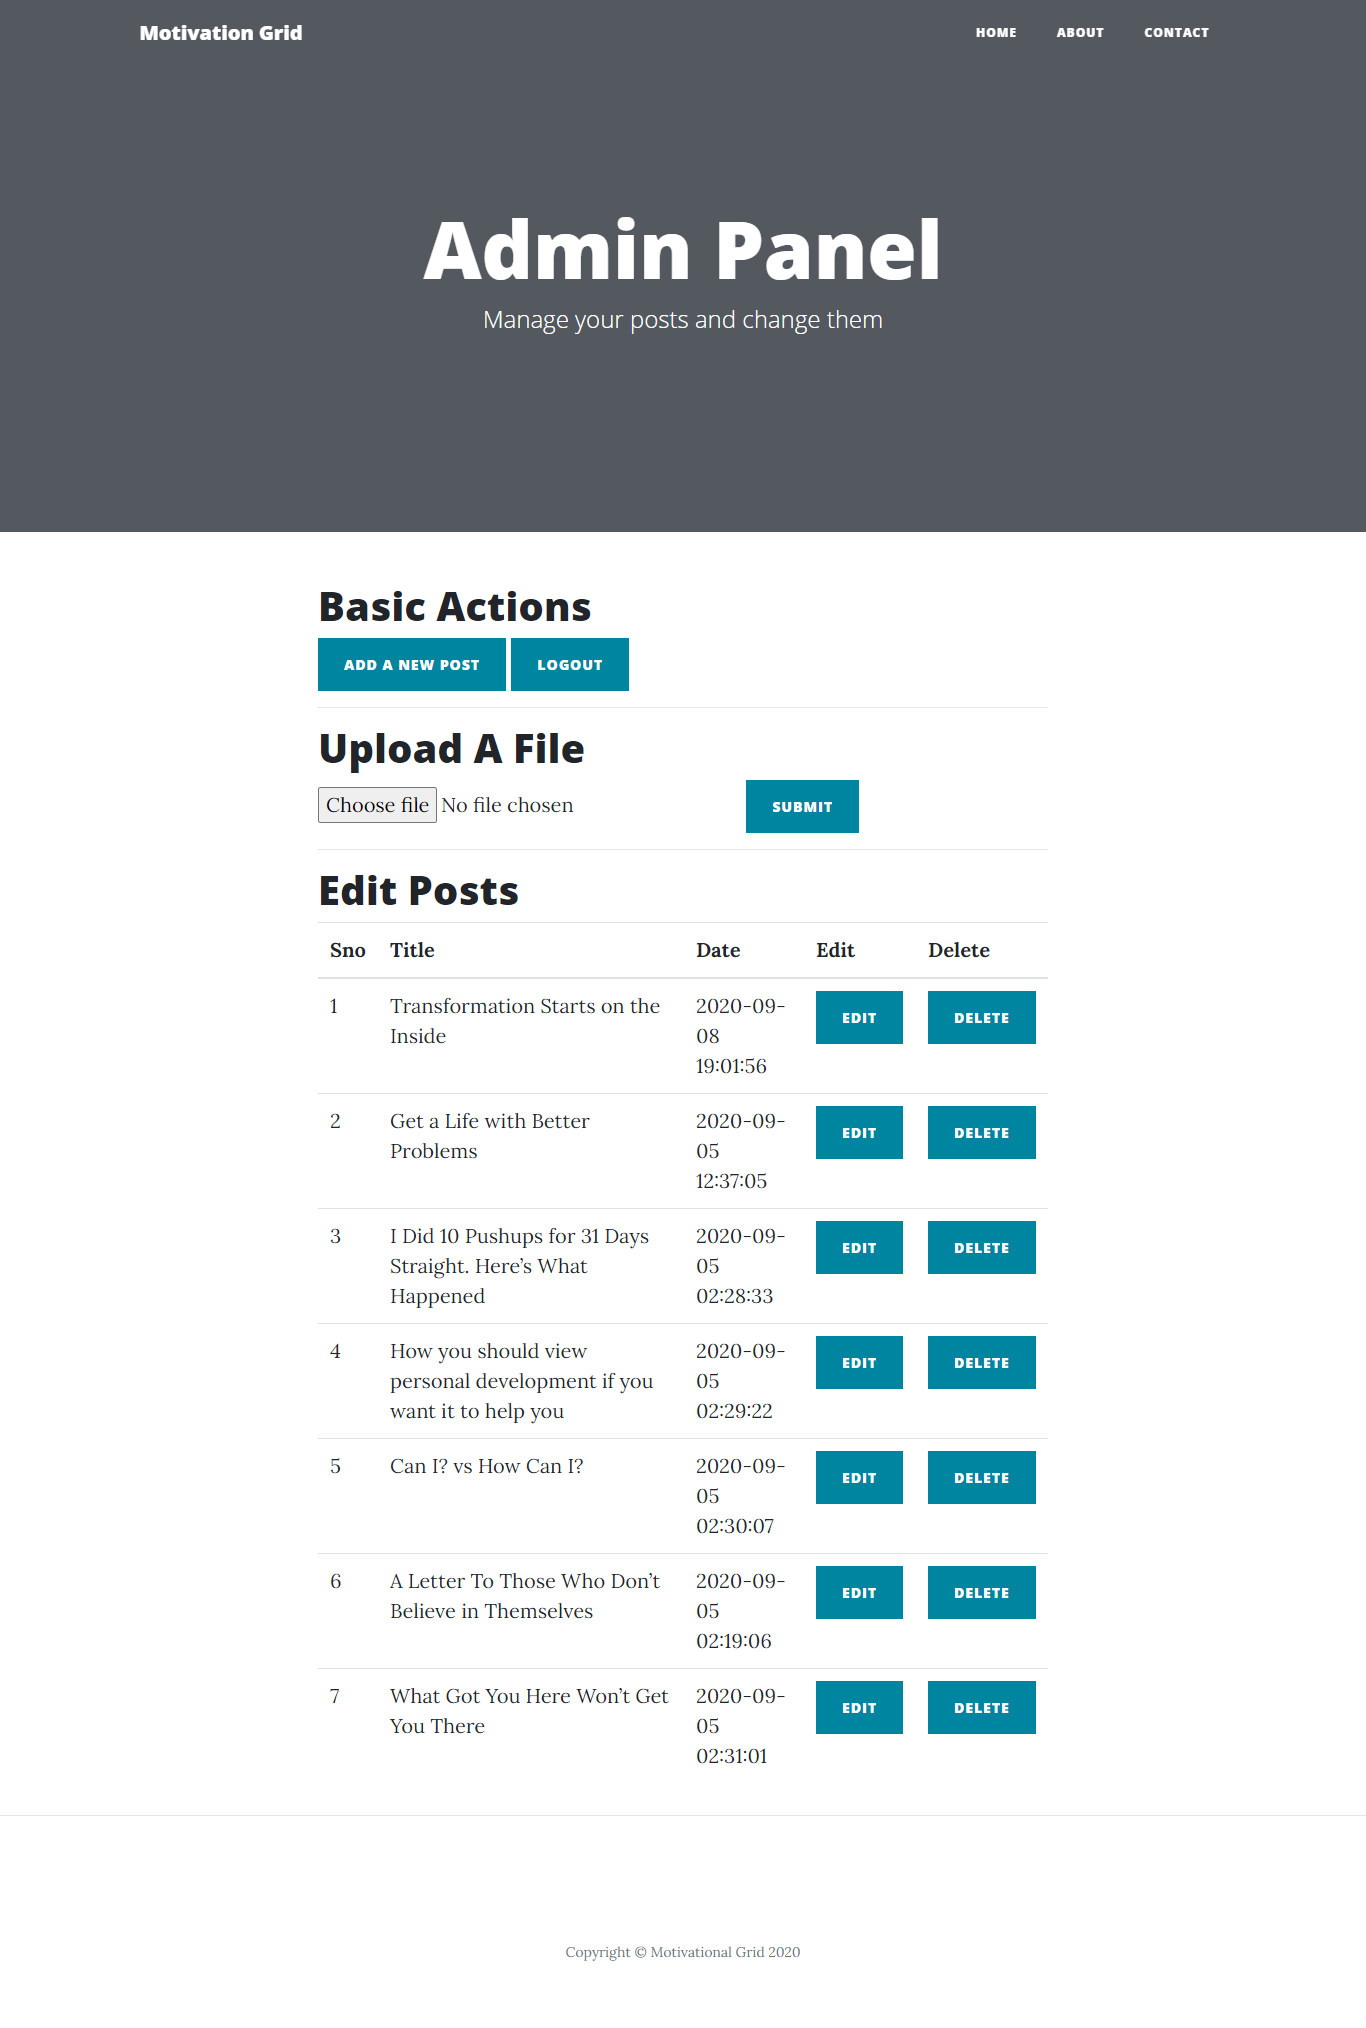 Motivation Grid
HOME ABOUT CONTACT
Admin Panel
Manage your posts and change them
Basic Actions
ADD A NEW POST LOGOUT
Upload A File
Choose file No file chosen SUBMIT
Edit Posts
Sno Title Date Edit Delete
1 Transformation Starts on the 2020-09- EDIT DELETE
Inside 08
19:01:56
2 Get a Life with Better 2020-09- EDIT DELETE
Problems 05
12:37:05
3 I Did 10 Pushups for 31 Days 2020-09- EDIT DELETE
Straight. Here’s What 05
Happened 02:28:33
4 How you should view 2020-09- EDIT DELETE
personal development if you 05
want it to help you 02:29:22
5 Can I? vs How Can I? 2020-09- EDIT DELETE
05
02:30:07
6 A Letter To Those Who Don’t 2020-09- EDIT DELETE
Believe in Themselves 05
02:19:06
7 What Got You Here Won’t Get 2020-09- EDIT DELETE
You There 05
02:31:01
Copyright © Motivational Grid 2020